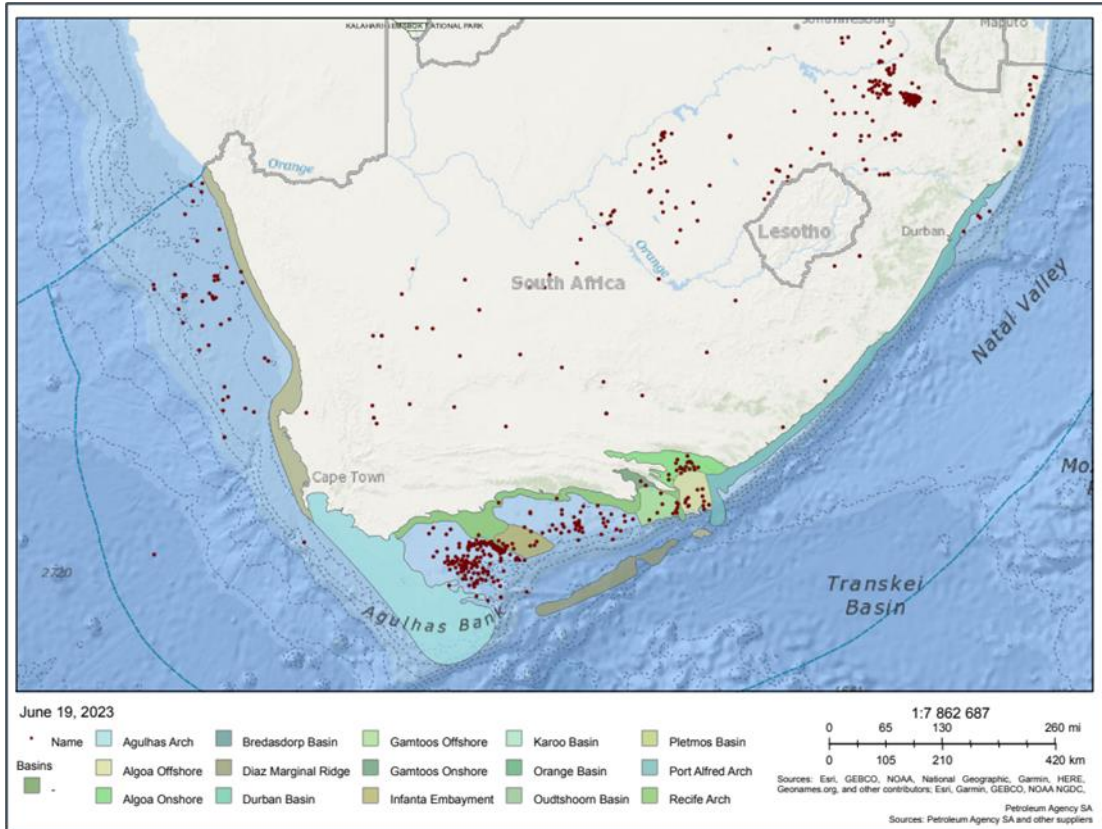 KALAHARI GEMSBOK NATIONAL PARK
Johannesburg
Maputo
Orange
Orange
Lesotho
Durban
South Africa
Natal Valley
Cape Town
2720
Agulhas Bank
Transkei
Basin
June 19, 2023
1:7 862 687
0 65 130 260 mi
0 105 210 420 km
Name
Basins
-
Agulhas Arch
Algoa Offshore
Algoa Onshore
Bredasdorp Basin
Diaz Marginal Ridge
Durban Basin
Gamtoos Offshore
Gamtoos Onshore
Infanta Embayment
Karoo Basin
Orange Basin
Oudtshoorn Basin
Pletmos Basin
Port Alfred Arch
Recife Arch
Sources: Esri, GEBCO, NOAA, National Geographic, Garmin, HERE,
Geonames.org, and other contributors; Esri, Garmin, GEBCO, NOAA NGDC,
Petroleum Agency SA
Sources: Petroleum Agency SA and other suppliers